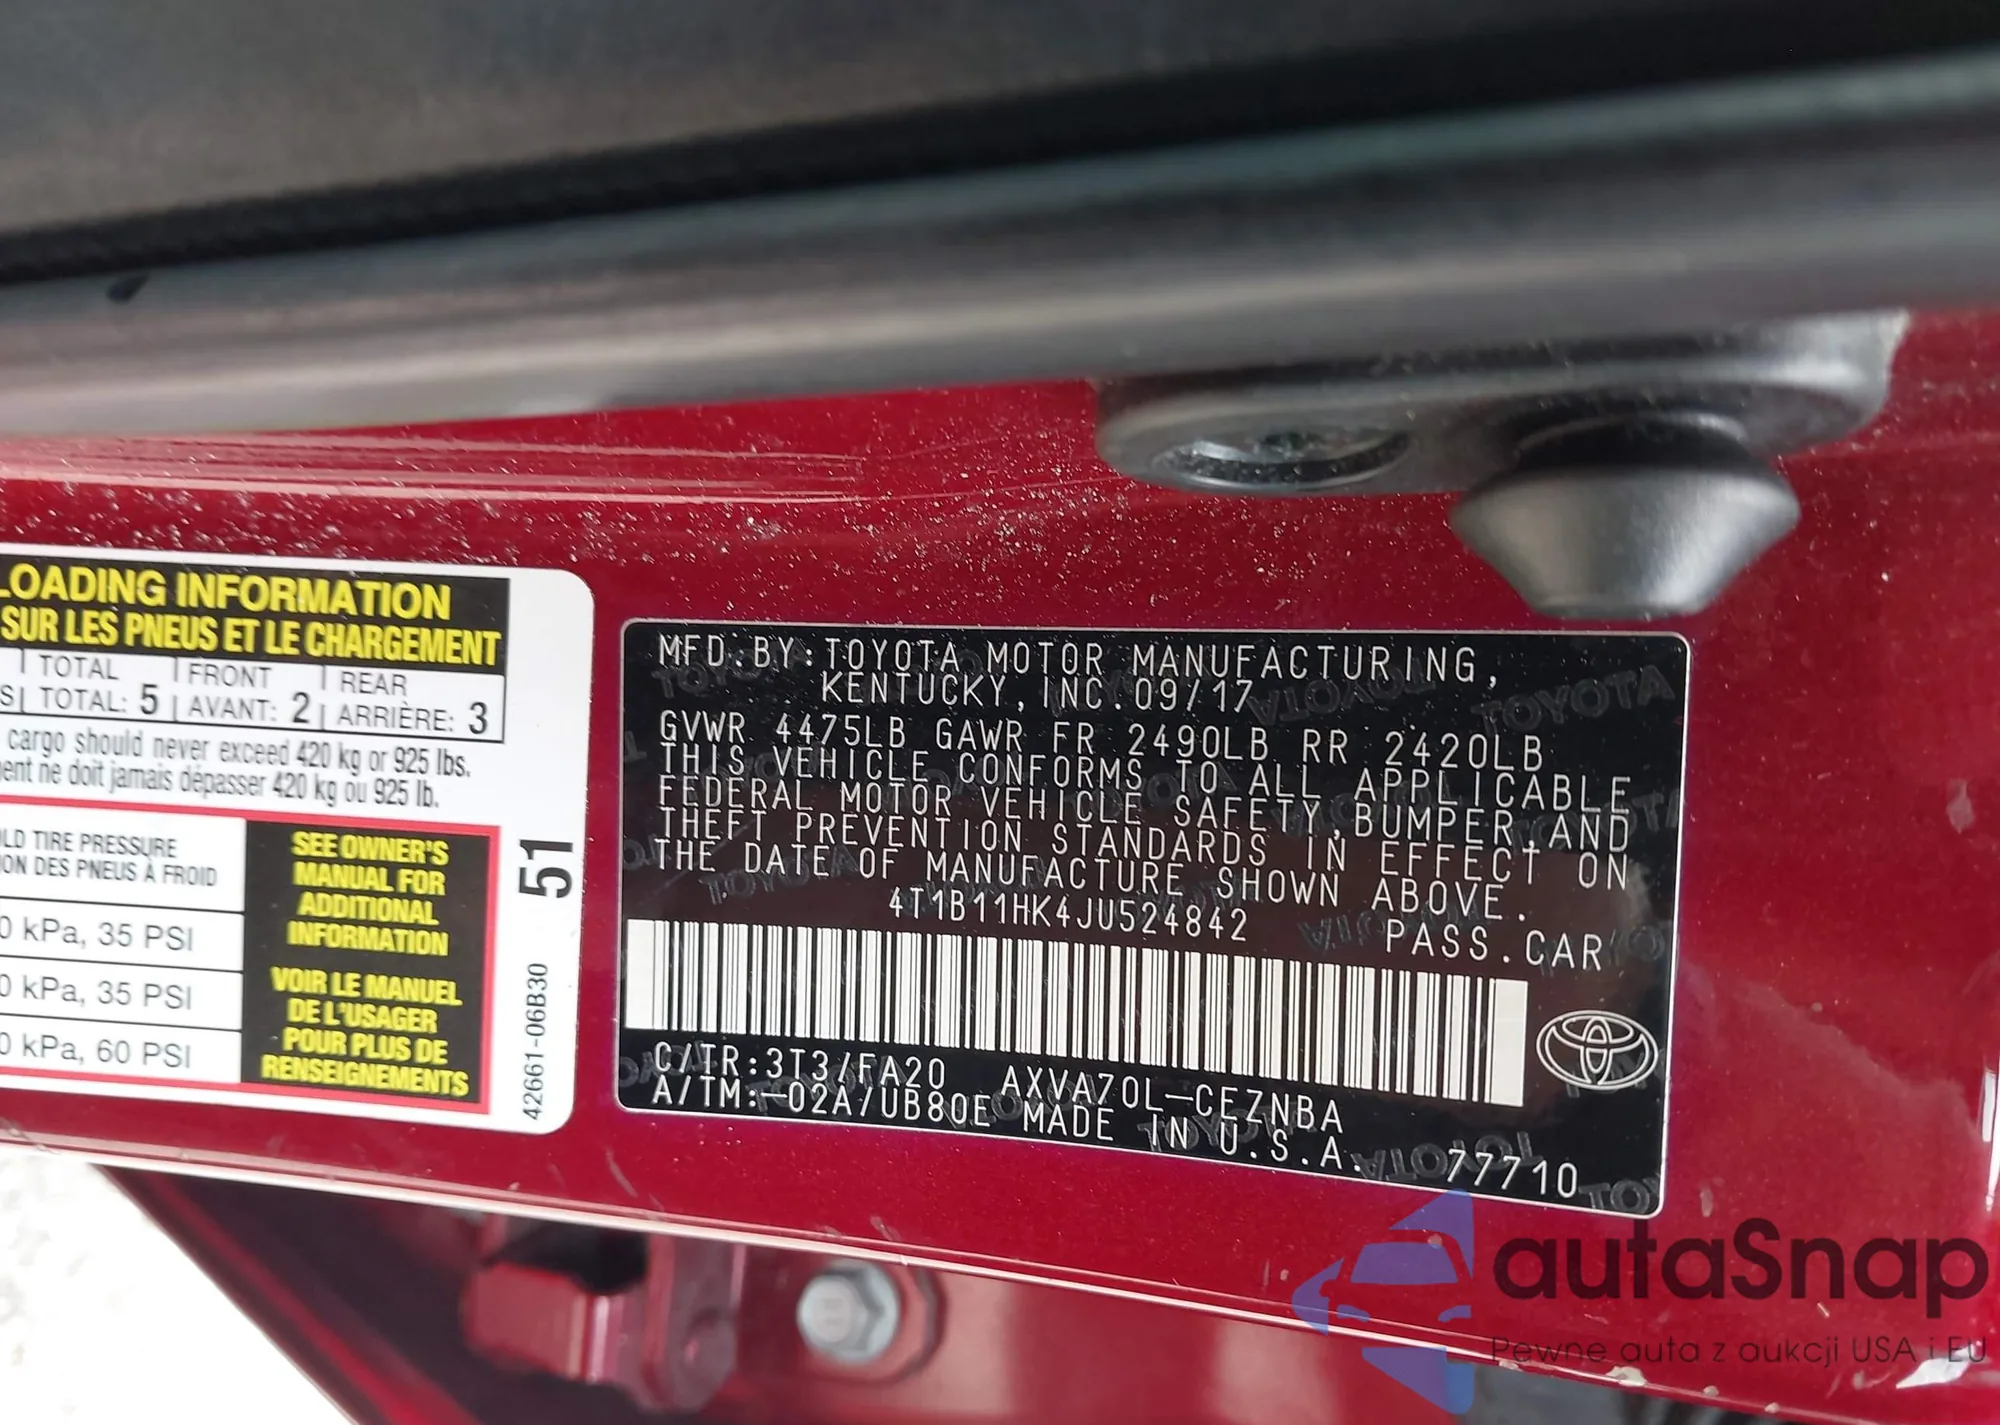 LOADING INFORMATION
SUR LES PNEUS ET LE CHARGEMENT
TOTAL FRONT REAR
TOTAL: 5 AVANT: 2 ARRIÈRE: 3
cargo should never exceed 420 kg or 925 lbs.
ne doit jamais dépasser 420 kg ou 925 lb.
TIRE PRESSURE
DES PNEUS À FROID
0 kPa, 35 PSI
0 kPa, 35 PSI
0 kPa, 60 PSI
SEE OWNER'S
MANUAL FOR
ADDITIONAL
INFORMATION
VOIR LE MANUEL
DE L'USAGER
POUR PLUS DE
RENSEIGNEMENTS
51
42661-06B30
MFD.BY:TOYOTA MOTOR MANUFACTURING,
KENTUCKY,INC.09/17
GVWR 4475LB GAWR FR 2490LB RR 2420LB
THIS VEHICLE CONFORMS TO ALL APPLICABLE
FEDERAL MOTOR VEHICLE SAFETY,BUMPER,AND
THEFT PREVENTION STANDARDS IN EFFECT ON
THE DATE OF MANUFACTURE SHOWN ABOVE.
4T1B11HK4JU524842
PASS.CAR
C/TR:3T3/FA20 AXVA70L-CEZNBA
A/TM:-02A/UB80E MADE IN U.S.A.
77710
autaSnap
Pewne auta z aukcji USA i EU